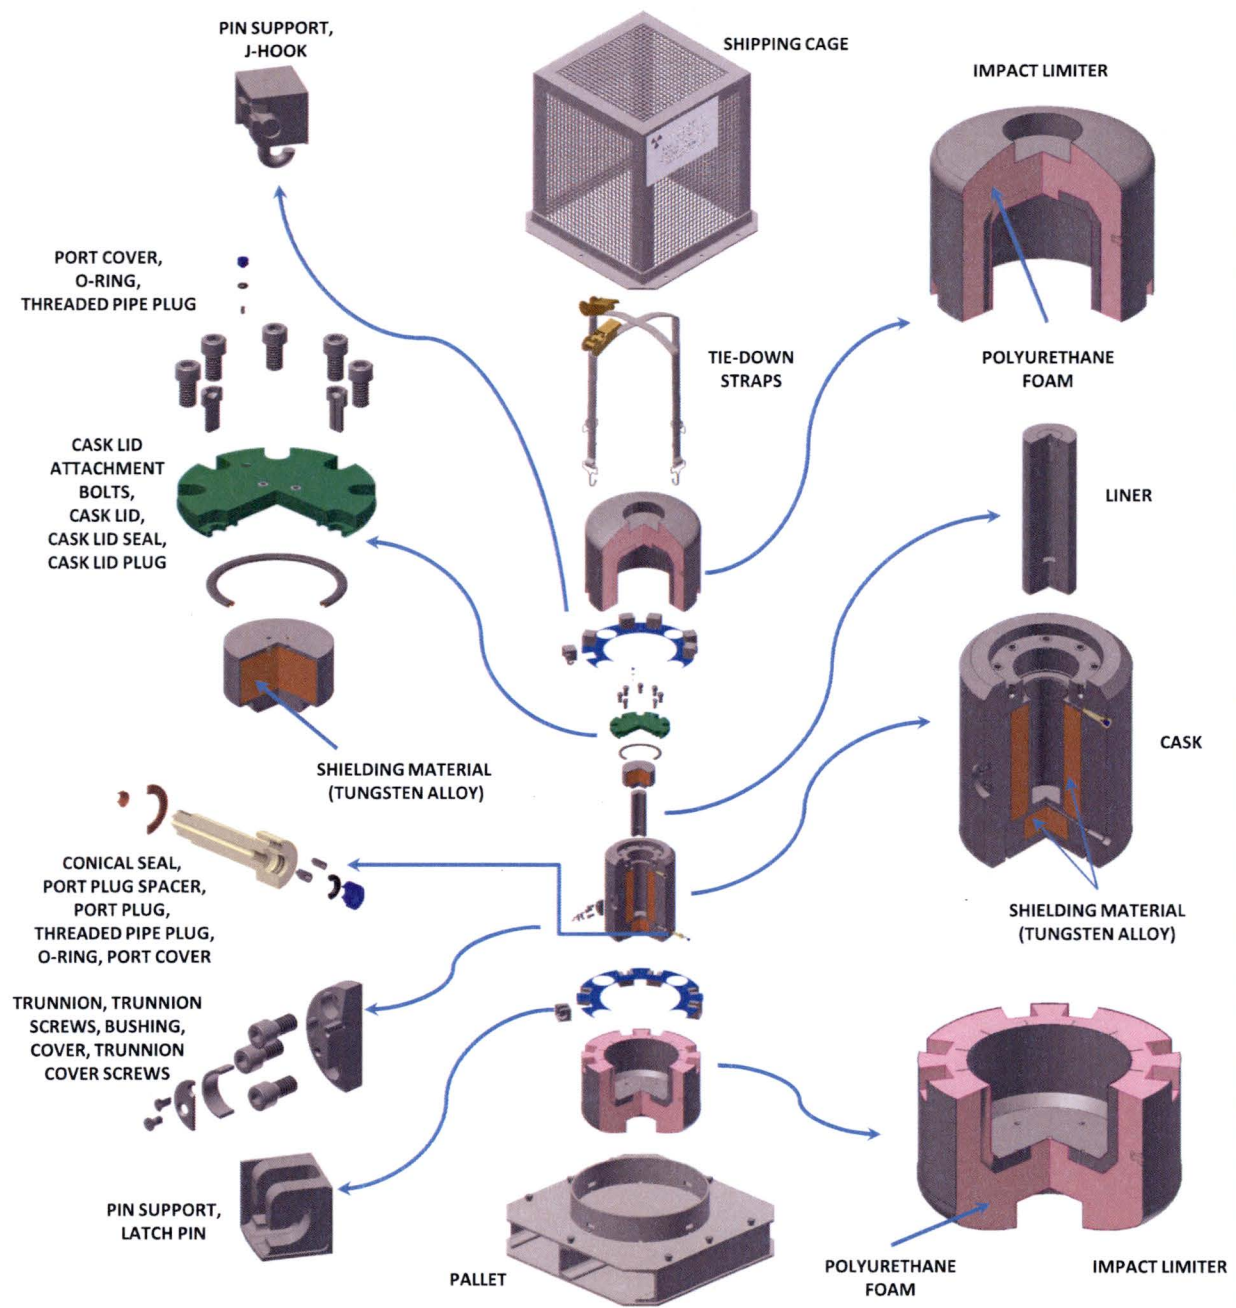 PIN SUPPORT,
J-HOOK
SHIPPING CAGE
IMPACT LIMITER
PORT COVER,
O-RING,
THREADED PIPE PLUG
TIE-DOWN
STRAPS
POLYURETHANE
FOAM
CASK LID
ATTACHMENT
BOLTS,
CASK LID,
CASK LID SEAL,
CASK LID PLUG
LINER
SHIELDING MATERIAL
(TUNGSTEN ALLOY)
CASK
CONICAL SEAL,
PORT PLUG SPACER,
PORT PLUG,
THREADED PIPE PLUG,
O-RING, PORT COVER
SHIELDING MATERIAL
(TUNGSTEN ALLOY)
TRUNNION, TRUNNION
SCREWS, BUSHING,
COVER, TRUNNION
COVER SCREWS
PIN SUPPORT,
LATCH PIN
PALLET
POLYURETHANE
FOAM
IMPACT LIMITER